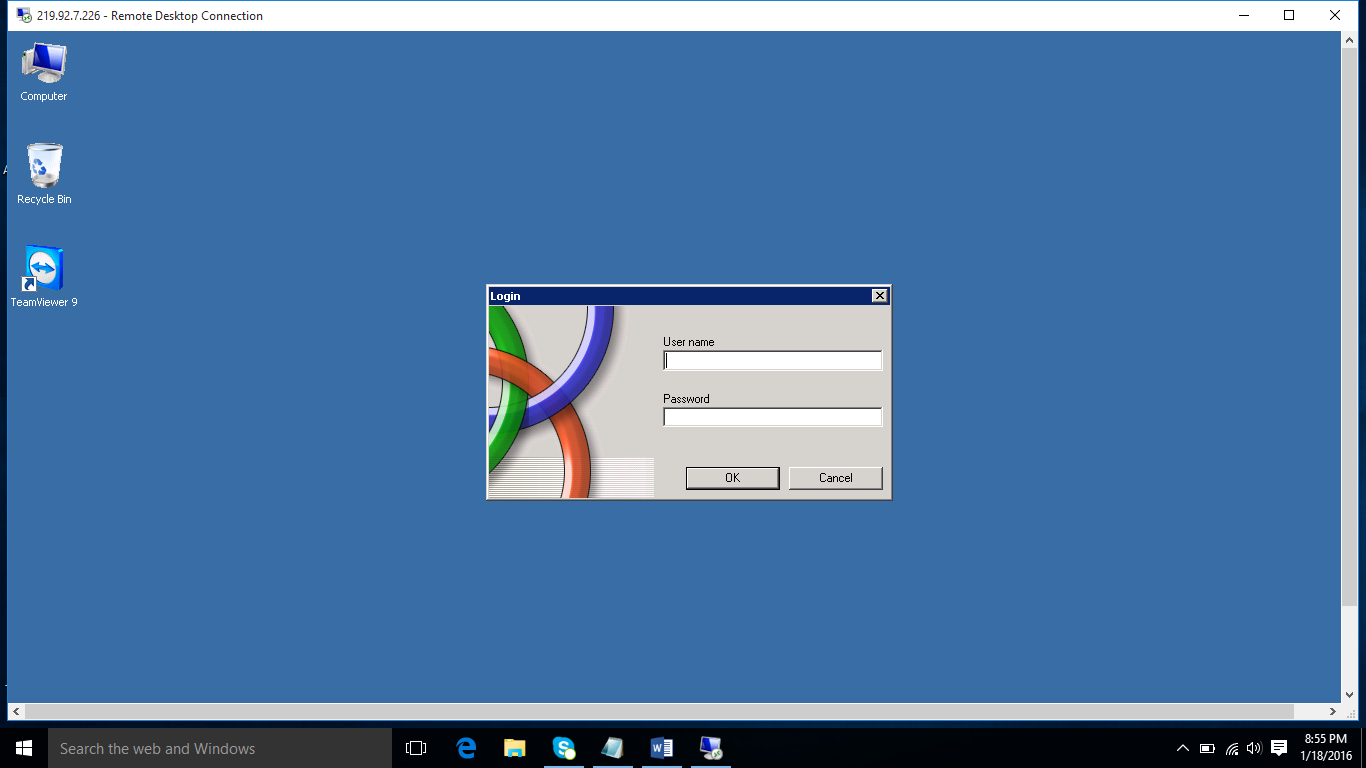 219.92.7.226 - Remote Desktop Connection
Computer
Recycle Bin
TeamViewer 9
Login
User name
Password
OK
Cancel
Search the web and Windows
8:55 PM
1/18/2016